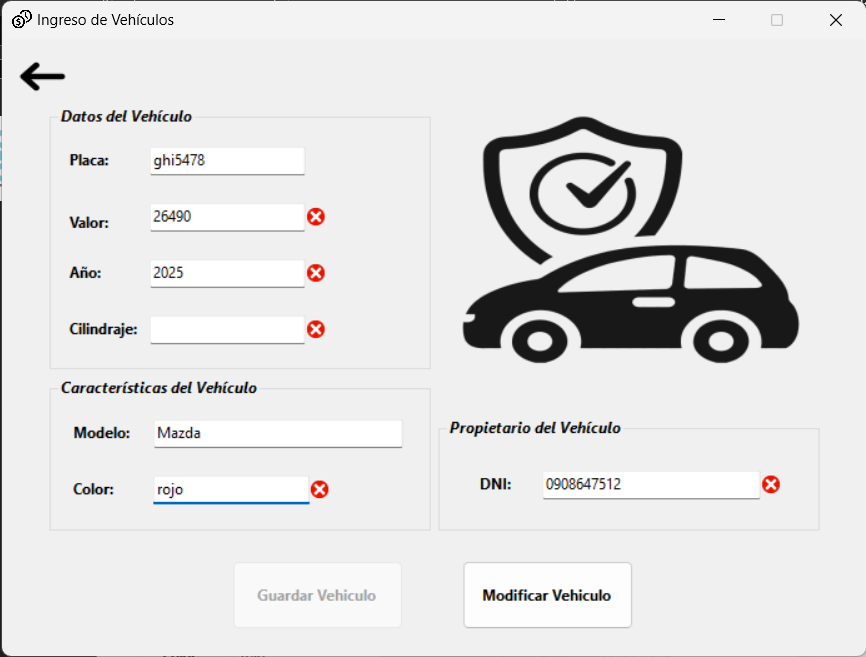 Ingreso de Vehículos
Datos del Vehículo
Placa: ghi5478
Valor: 26490
Año: 2025
Cilindraje:
Características del Vehículo
Modelo: Mazda
Color: rojo
Propietario del Vehículo
DNI: 0908647512
Guardar Vehiculo
Modificar Vehiculo